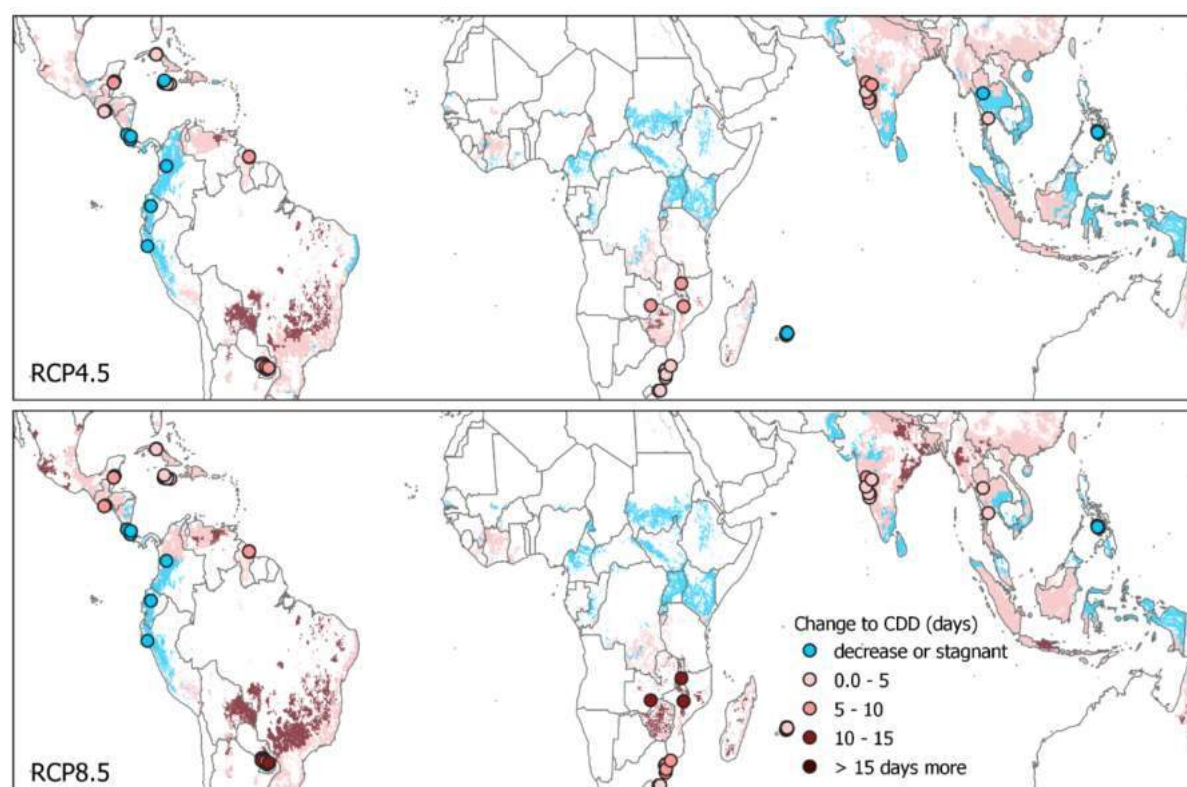 RCP4.5
RCP8.5
Change to CDD (days)
decrease or stagnant
0.0 - 5
5 - 10
10 - 15
> 15 days more